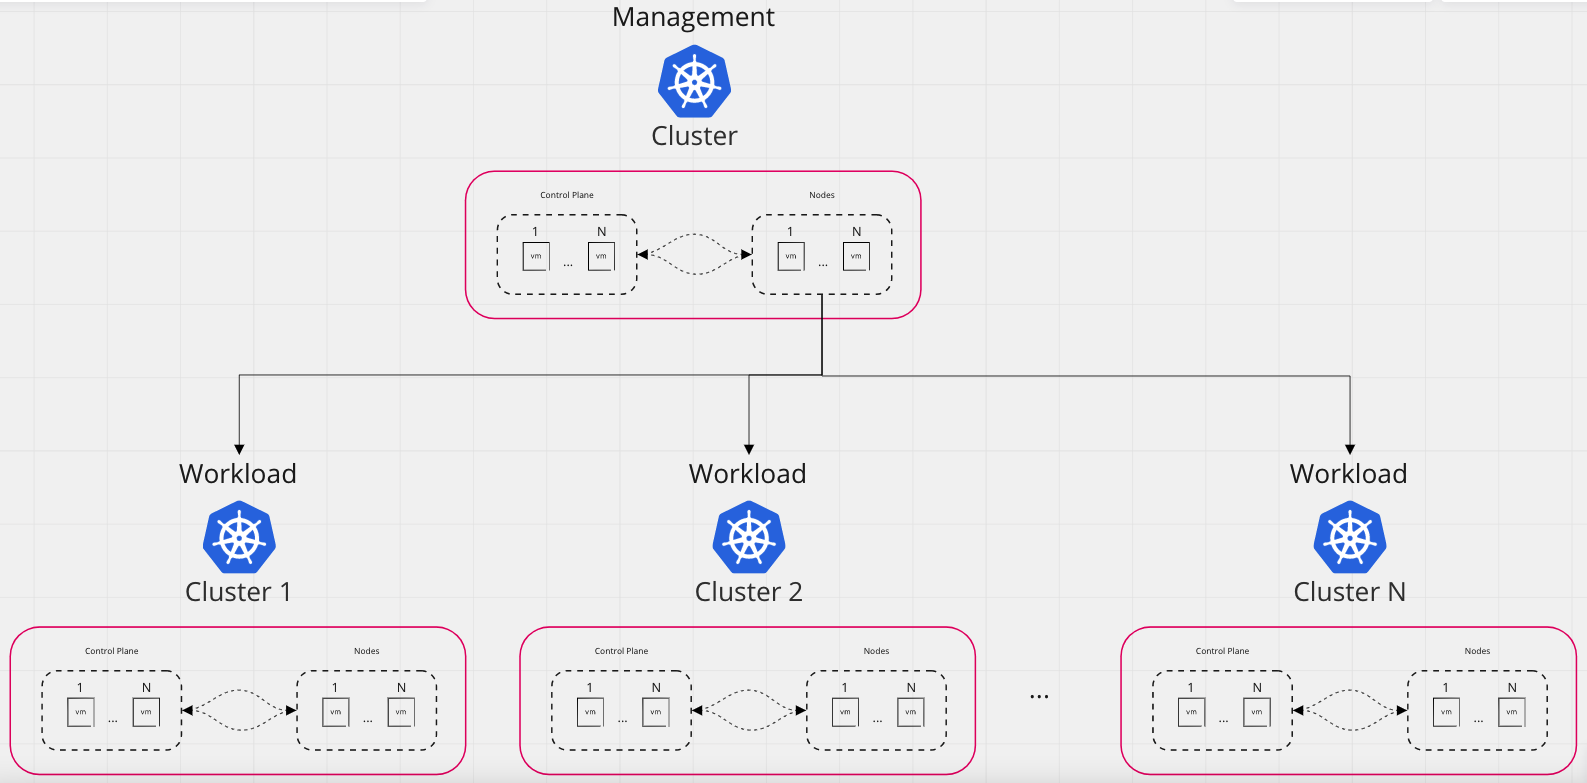 Management
Cluster
Control Plane Nodes
1 N 1 N
vm ... vm vm ... vm
Workload Workload Workload
Cluster 1 Cluster 2 Cluster N
Control Plane Nodes Control Plane Nodes Control Plane Nodes
1 N 1 N 1 N 1 N 1 N 1 N
vm ... vm vm ... vm vm ... vm vm ... vm ... vm ... vm vm ... vm